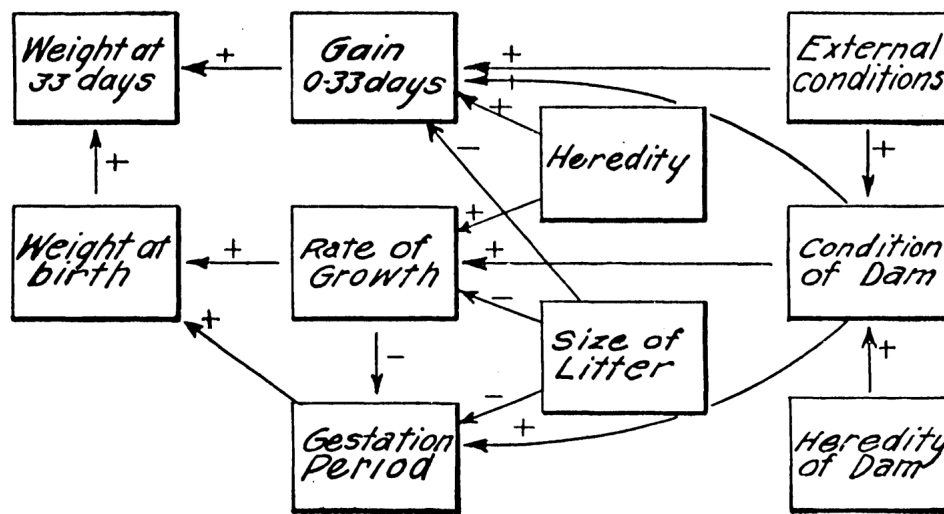 Weight at
33 days
+
Gain
0-33 days
+
+
+
External
conditions
+
+
-
Heredity
+
Weight at
birth
+
Rate of
Growth
+
-
Condition
of Dam
+
-
Size of
Litter
-
+
+
Gestation
Period
Heredity
of Dam